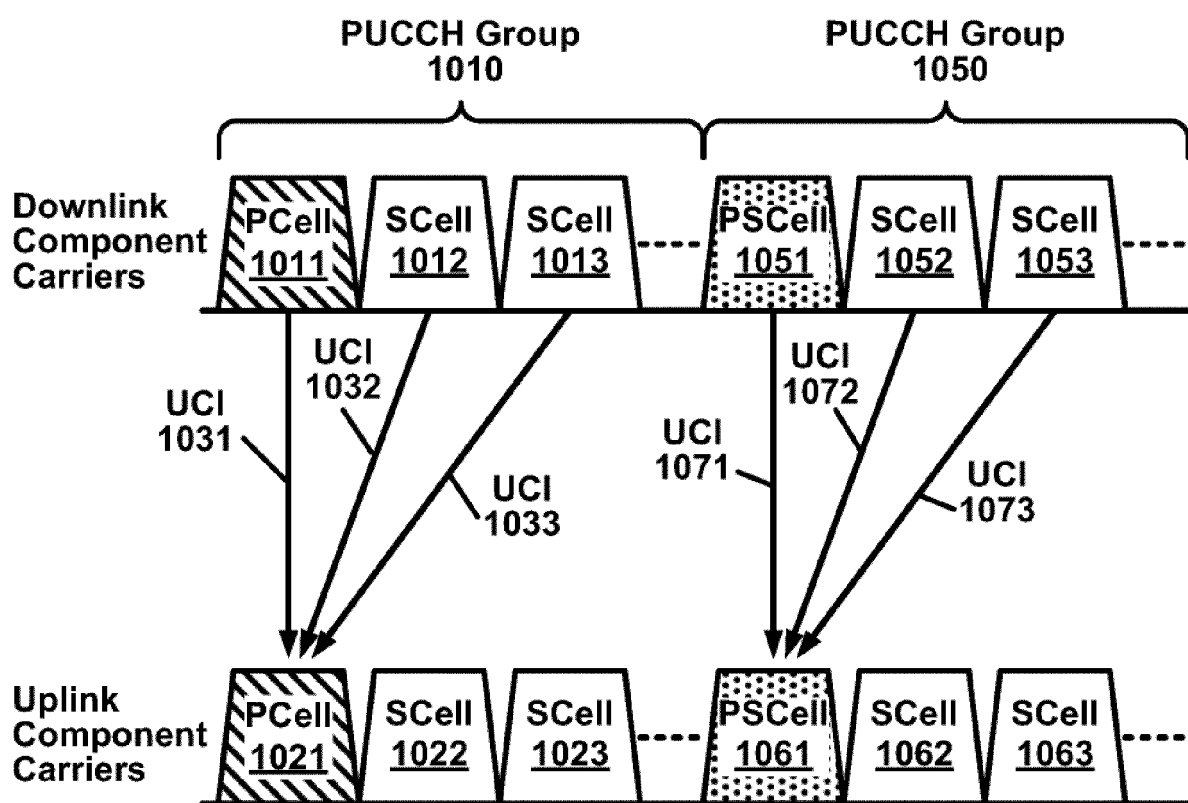 PUCCH Group
1010
PUCCH Group
1050
Downlink
Component
Carriers
PCell
1011
SCell
1012
SCell
1013
PSCell
1051
SCell
1052
SCell
1053
UCI
1031
UCI
1032
UCI
1033
UCI
1071
UCI
1072
UCI
1073
Uplink
Component
Carriers
PCell
1021
SCell
1022
SCell
1023
PSCell
1061
SCell
1062
SCell
1063